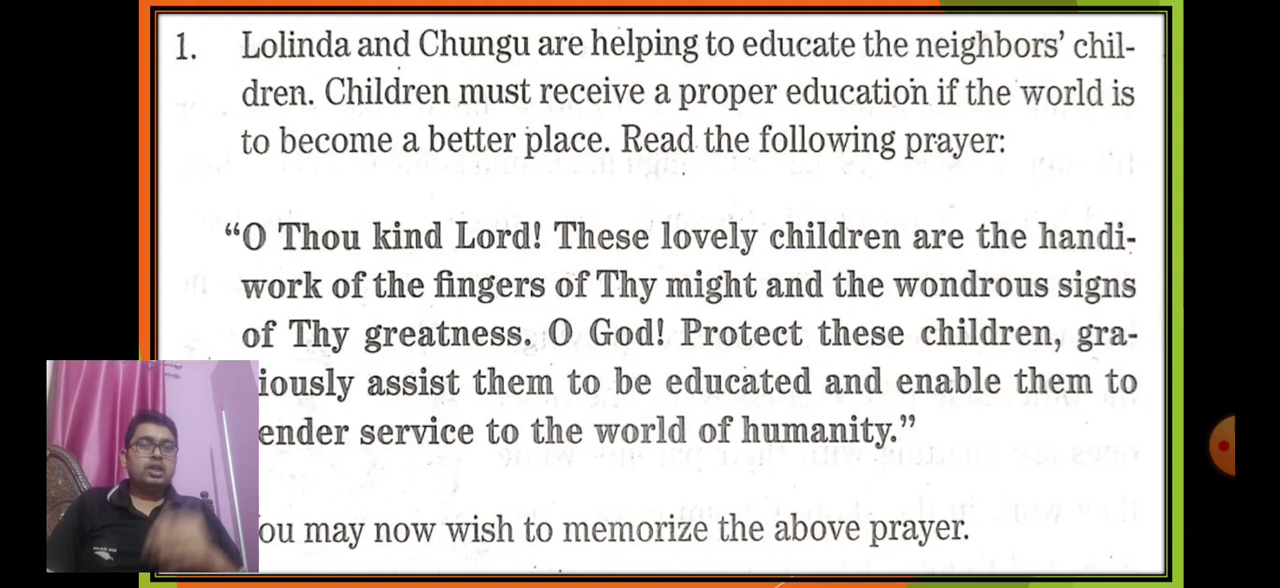 1. Lolinda and Chungu are helping to educate the neighbors' chil-
dren. Children must receive a proper education if the world is
to become a better place. Read the following prayer:
"O Thou kind Lord! These lovely children are the handi-
work of the fingers of Thy might and the wondrous signs
of Thy greatness. O God! Protect these children, gra-
iously assist them to be educated and enable them to
ender service to the world of humanity."
ou may now wish to memorize the above prayer.